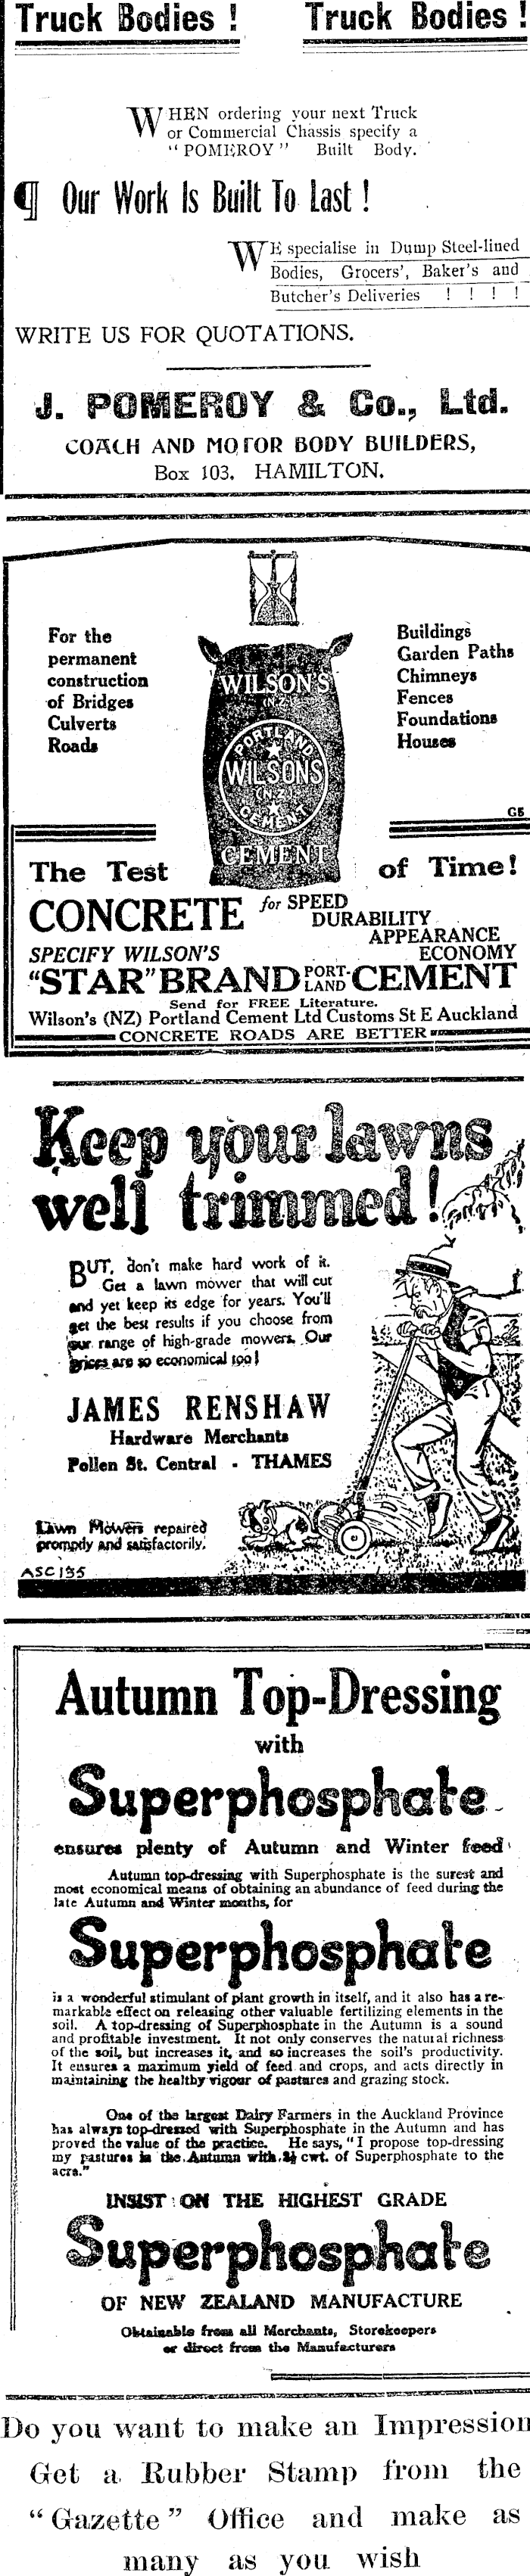 Truck Bodies ! Truck Bodies !
WHEN ordering your next Truck
or Commercial Chassis specify a
"POMEROY" Built Body.
¶ Our Work Is Built To Last !
WE specialise in Dump Steel-lined
Bodies, Grocers', Baker's and
Butcher's Deliveries ! ! ! !
WRITE US FOR QUOTATIONS.
J. POMEROY & Co., Ltd.
COACH AND MOTOR BODY BUILDERS,
Box 103. HAMILTON.
For the
permanent
construction
of Bridges
Culverts
Roads
WILSON'S
(NZ)
PORTLAND
WILSONS
(NZ)
CEMENT
CEMENT
Buildings
Garden Paths
Chimneys
Fences
Foundations
Houses
G5
The Test of Time!
CONCRETE for SPEED
DURABILITY
APPEARANCE
SPECIFY WILSON'S ECONOMY
"STAR" BRAND PORT-LAND CEMENT
Send for FREE Literature.
Wilson's (NZ) Portland Cement Ltd Customs St E Auckland
CONCRETE ROADS ARE BETTER
Keep your lawns
well trimmed!
BUT, don't make hard work of it.
Get a lawn mower that will cut
and yet keep its edge for years. You'll
get the best results if you choose from
our range of high-grade mowers. Our
prices are so economical too!
JAMES RENSHAW
Hardware Merchants
Pollen St. Central - THAMES
Lawn Mowers repaired
promptly and satisfactorily.
ASC 135
Autumn Top-Dressing
with
Superphosphate
ensures plenty of Autumn and Winter feed
Autumn top-dressing with Superphosphate is the surest and
most economical means of obtaining an abundance of feed during the
late Autumn and Winter months, for
Superphosphate
is a wonderful stimulant of plant growth in itself, and it also has a re-
markable effect on releasing other valuable fertilizing elements in the
soil. A top-dressing of Superphosphate in the Autumn is a sound
and profitable investment. It not only conserves the natural richness
of the soil, but increases it, and so increases the soil's productivity.
It ensures a maximum yield of feed and crops, and acts directly in
maintaining the healthy vigour of pastures and grazing stock.
One of the largest Dairy Farmers in the Auckland Province
has always top-dressed with Superphosphate in the Autumn and has
proved the value of the practice. He says, "I propose top-dressing
my pastures in the Autumn with cwt. of Superphosphate to the
acre."
INSIST ON THE HIGHEST GRADE
Superphosphate
OF NEW ZEALAND MANUFACTURE
Obtainable from all Merchants, Storekeepers
or direct from the Manufacturers
Do you want to make an Impression
Get a Rubber Stamp from the
"Gazette" Office and make as
many as you wish